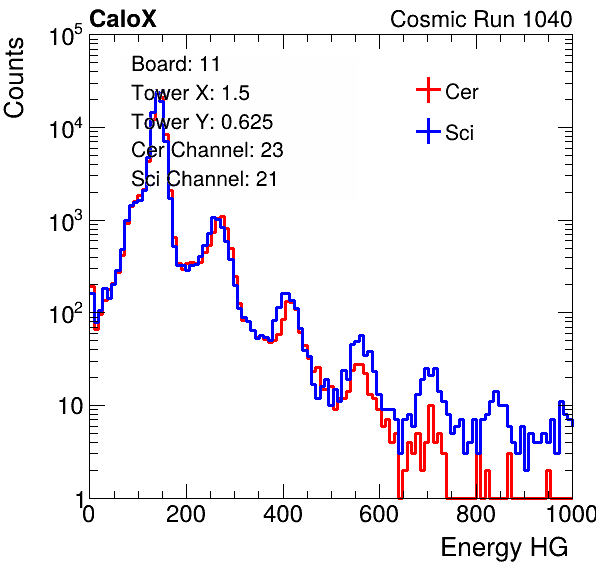 CaloX Cosmic Run 1040
Counts
Board: 11
Tower X: 1.5
Tower Y: 0.625
Cer Channel: 23
Sci Channel: 21
Cer
Sci
10^5
10^4
10^3
10^2
10
1
0 200 400 600 800 1000
Energy HG